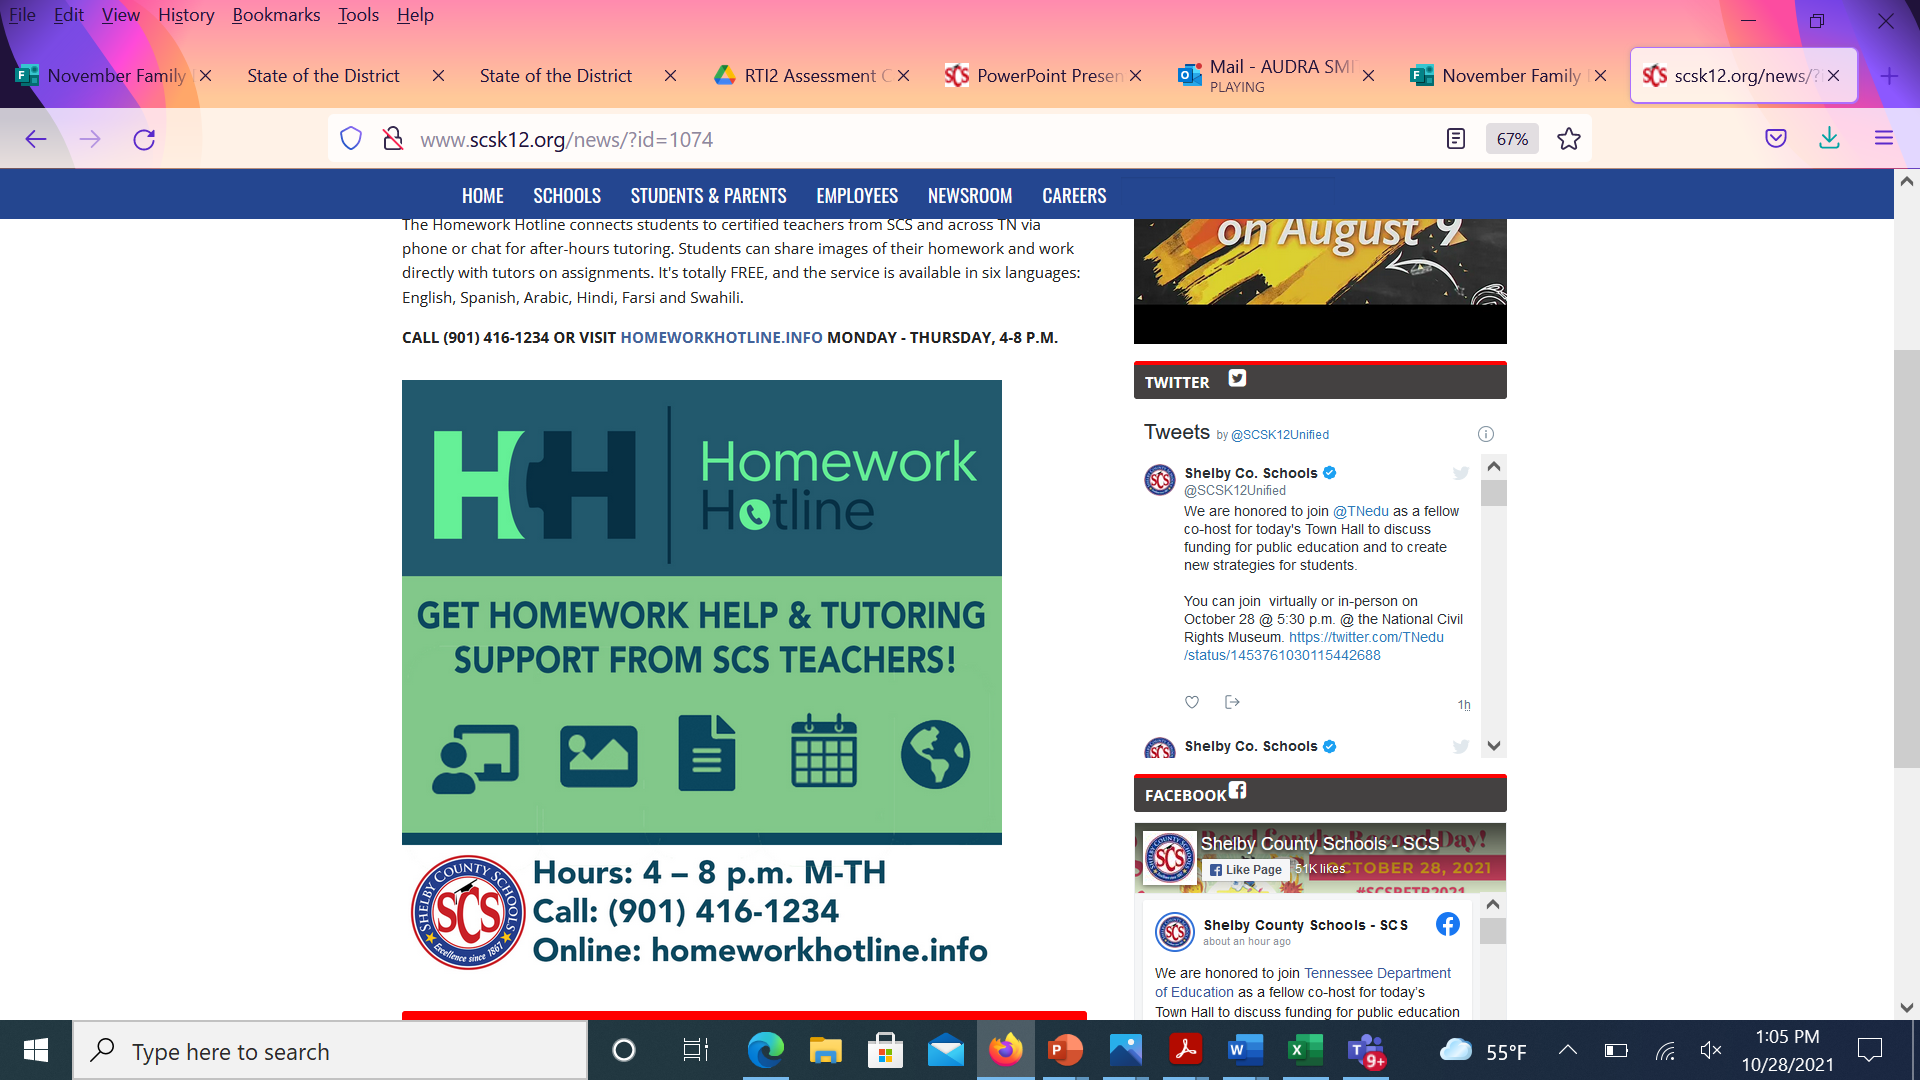 File Edit View History Bookmarks Tools Help
November Family
State of the District
State of the District
RTI2 Assessment C
PowerPoint Presen
Mail - AUDRA SMI
PLAYING
November Family
scsk12.org/news/?i
www.scsk12.org/news/?id=1074
67%
HOME SCHOOLS STUDENTS & PARENTS EMPLOYEES NEWSROOM CAREERS
The Homework Hotline connects students to certified teachers from SCS and across TN via
phone or chat for after-hours tutoring. Students can share images of their homework and work
directly with tutors on assignments. It's totally FREE, and the service is available in six languages:
English, Spanish, Arabic, Hindi, Farsi and Swahili.
CALL (901) 416-1234 OR VISIT HOMEWORKHOTLINE.INFO MONDAY - THURSDAY, 4-8 P.M.
HH
Homework
Hotline
GET HOMEWORK HELP & TUTORING
SUPPORT FROM SCS TEACHERS!
SHELBY COUNTY SCHOOLS
SCS
Excellence since 1867
Hours: 4 – 8 p.m. M-TH
Call: (901) 416-1234
Online: homeworkhotline.info
on August 9
TWITTER
Tweets by @SCSK12Unified
Shelby Co. Schools
@SCSK12Unified
We are honored to join @TNedu as a fellow
co-host for today's Town Hall to discuss
funding for public education and to create
new strategies for students.
You can join virtually or in-person on
October 28 @ 5:30 p.m. @ the National Civil
Rights Museum. https://twitter.com/TNedu
/status/1453761030115442688
1h
Shelby Co. Schools
FACEBOOK
Read for the Record Day!
Shelby County Schools - SCS
OCTOBER 28, 2021
Like Page 51K likes
#SCSRFTR2021
Shelby County Schools - SCS
about an hour ago
We are honored to join Tennessee Department
of Education as a fellow co-host for today's
Town Hall to discuss funding for public education
Type here to search
9+
55°F
1:05 PM
10/28/2021